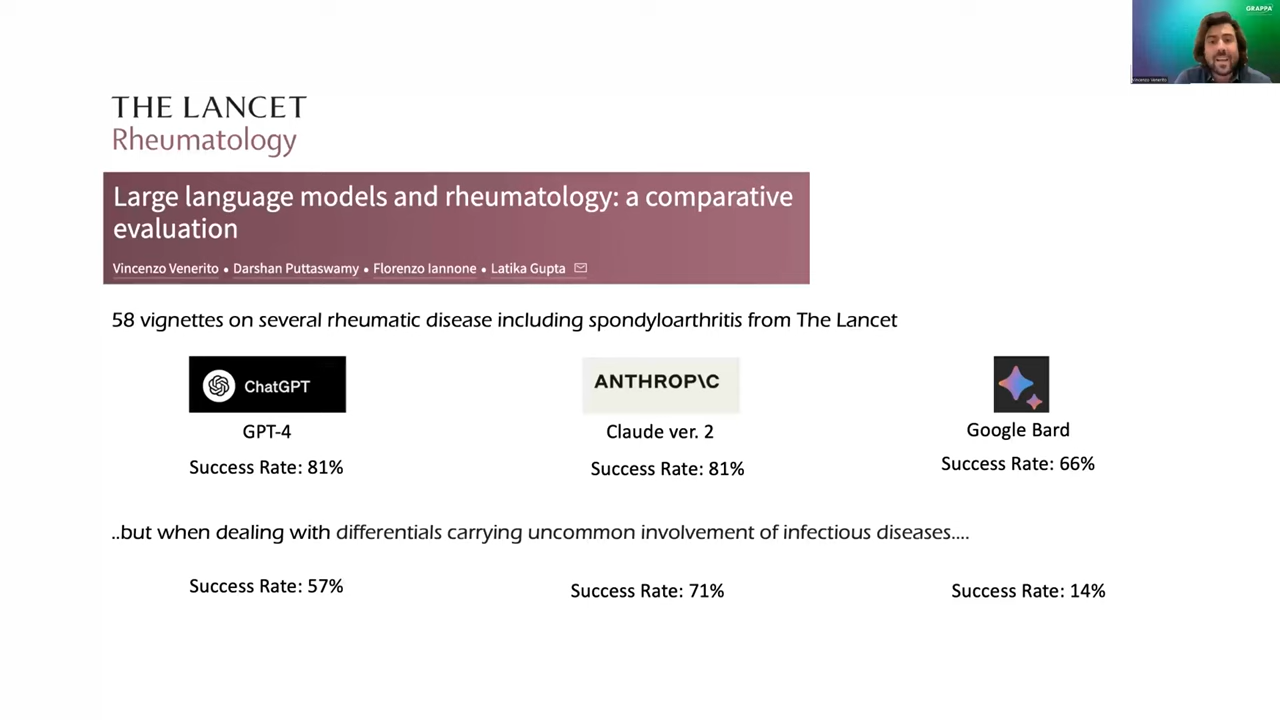 GRAPPA
Vincenzo Venerito
THE LANCET
Rheumatology
Large language models and rheumatology: a comparative
evaluation
Vincenzo Venerito • Darshan Puttaswamy • Florenzo Iannone • Latika Gupta
58 vignettes on several rheumatic disease including spondyloarthritis from The Lancet
ChatGPT ANTHROP\C
GPT-4 Claude ver. 2 Google Bard
Success Rate: 81% Success Rate: 81% Success Rate: 66%
..but when dealing with differentials carrying uncommon involvement of infectious diseases....
Success Rate: 57% Success Rate: 71% Success Rate: 14%